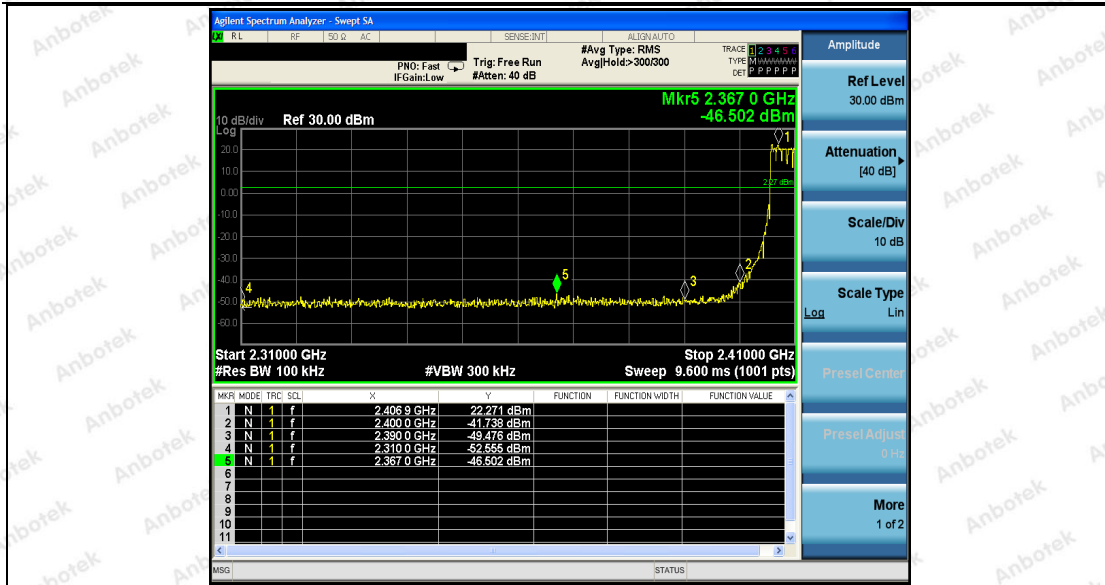 Agilent Spectrum Analyzer - Swept SA
RL RF 50 Ω AC SENSE:INT ALIGNAUTO
PNO: Fast
IFGain:Low
Trig: Free Run
#Atten: 40 dB
#Avg Type: RMS
Avg|Hold:>300/300
TRACE 1 2 3 4 5 6
TYPE M
DET P P P P P P
Mkr5 2.367 0 GHz
-46.502 dBm
10 dB/div Ref 30.00 dBm
Log
20.0
10.0
0.00
-10.0
-20.0
-30.0
-40.0
-50.0
-60.0
1
2.27 dBm
2
3
4
5
Start 2.31000 GHz Stop 2.41000 GHz
#Res BW 100 kHz #VBW 300 kHz Sweep 9.600 ms (1001 pts)
MKR MODE TRC SCL X Y FUNCTION FUNCTION WIDTH FUNCTION VALUE
1 N 1 f 2.406 9 GHz 22.271 dBm
2 N 1 f 2.400 0 GHz -41.738 dBm
3 N 1 f 2.390 0 GHz -49.476 dBm
4 N 1 f 2.310 0 GHz -52.555 dBm
5 N 1 f 2.367 0 GHz -46.502 dBm
6
7
8
9
10
11
MSG STATUS
Amplitude
Ref Level
30.00 dBm
Attenuation
[40 dB]
Scale/Div
10 dB
Scale Type
Log Lin
Presel Center
Presel Adjust
0 Hz
More
1 of 2
Anbotek